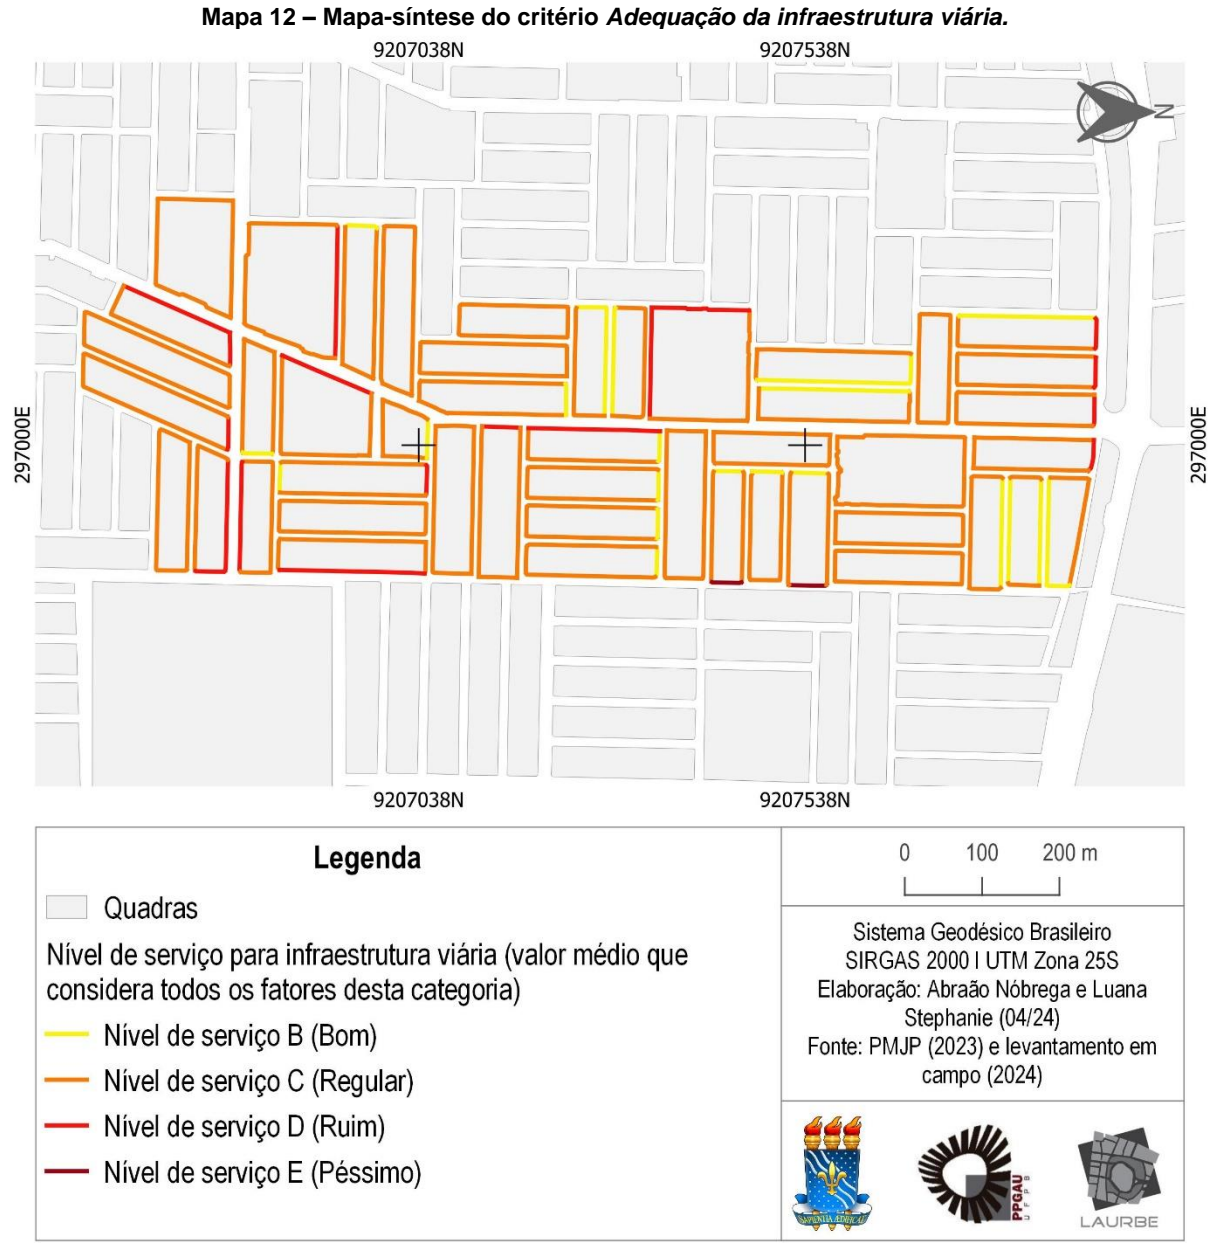 Mapa 12 – Mapa-síntese do critério Adequação da infraestrutura viária.
9207038N
9207538N
N
297000E
297000E
9207038N
9207538N
Legenda
Quadras
Nível de serviço para infraestrutura viária (valor médio que
considera todos os fatores desta categoria)
Nível de serviço B (Bom)
Nível de serviço C (Regular)
Nível de serviço D (Ruim)
Nível de serviço E (Péssimo)
0 100 200 m
Sistema Geodésico Brasileiro
SIRGAS 2000 I UTM Zona 25S
Elaboração: Abraão Nóbrega e Luana
Stephanie (04/24)
Fonte: PMJP (2023) e levantamento em
campo (2024)
SAPIENTIA ÆDIFICAT
PPGAU
UFPB
LAURBE